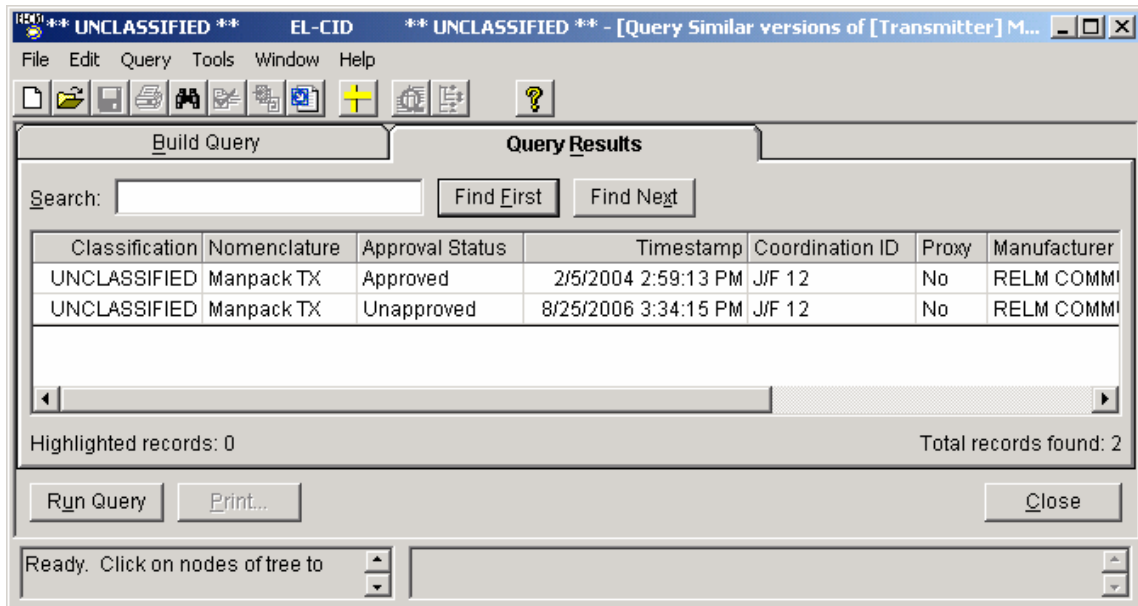 ** UNCLASSIFIED ** EL-CID ** UNCLASSIFIED ** - [Query Similar versions of [Transmitter] M...
File Edit Query Tools Window Help
Build Query Query Results
Search: Find First Find Next
Classification Nomenclature Approval Status Timestamp Coordination ID Proxy Manufacturer
UNCLASSIFIED Manpack TX Approved 2/5/2004 2:59:13 PM J/F 12 No RELM COMM
UNCLASSIFIED Manpack TX Unapproved 8/25/2006 3:34:15 PM J/F 12 No RELM COMM
Highlighted records: 0 Total records found: 2
Run Query Print... Close
Ready. Click on nodes of tree to